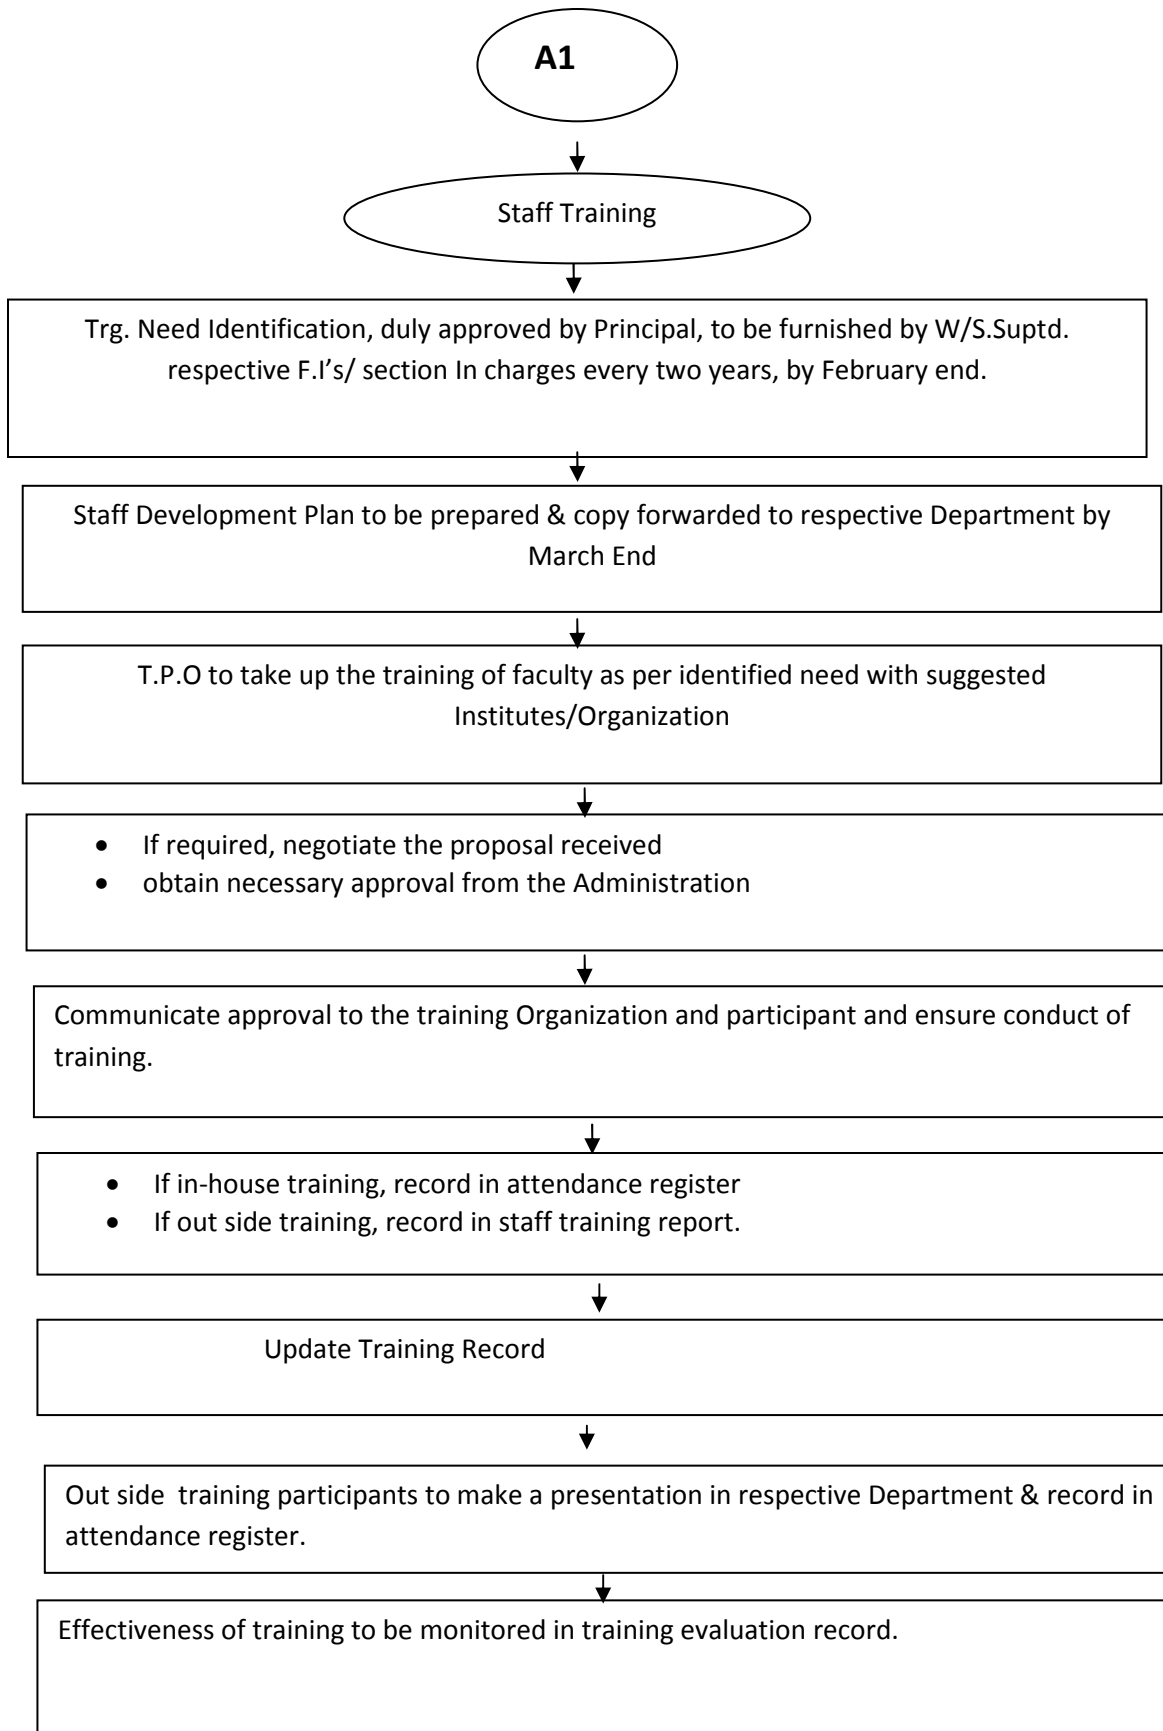 A1
Staff Training
Trg. Need Identification, duly approved by Principal, to be furnished by W/S.Suptd.
respective F.I’s/ section In charges every two years, by February end.
Staff Development Plan to be prepared & copy forwarded to respective Department by
March End
T.P.O to take up the training of faculty as per identified need with suggested
Institutes/Organization
• If required, negotiate the proposal received
• obtain necessary approval from the Administration
Communicate approval to the training Organization and participant and ensure conduct of
training.
• If in-house training, record in attendance register
• If out side training, record in staff training report.
Update Training Record
Out side  training participants to make a presentation in respective Department & record in
attendance register.
Effectiveness of training to be monitored in training evaluation record.